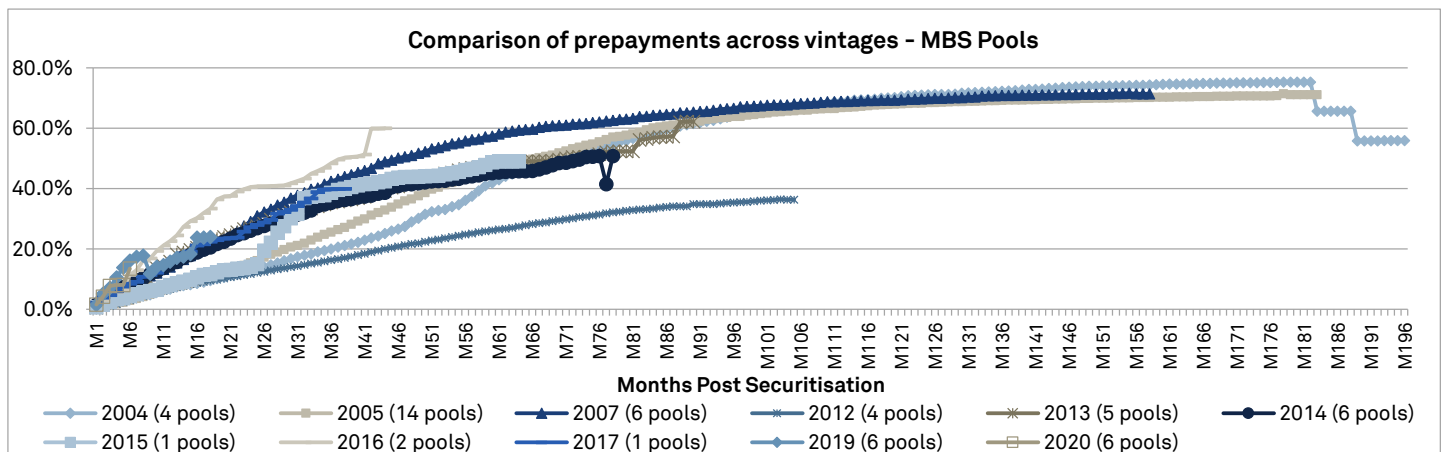 Comparison of prepayments across vintages - MBS Pools
80.0%
60.0%
40.0%
20.0%
0.0%
M1 M6 M11 M16 M21 M26 M31 M36 M41 M46 M51 M56 M61 M66 M71 M76 M81 M86 M91 M96 M101 M106 M111 M116 M121 M126 M131 M136 M141 M146 M151 M156 M161 M166 M171 M176 M181 M186 M191 M196
Months Post Securitisation
2004 (4 pools) 2005 (14 pools) 2007 (6 pools) 2012 (4 pools) 2013 (5 pools) 2014 (6 pools)
2015 (1 pools) 2016 (2 pools) 2017 (1 pools) 2019 (6 pools) 2020 (6 pools)